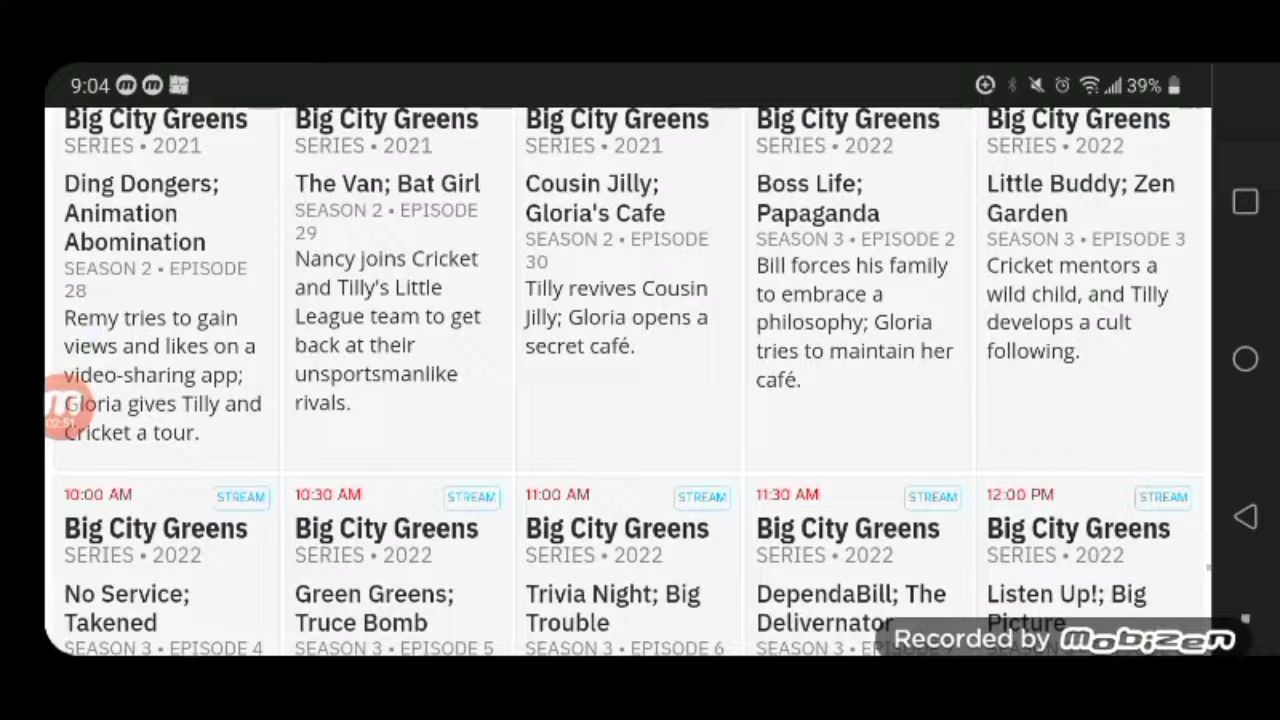 9:04
39%
Big City Greens
SERIES • 2021
Ding Dongers;
Animation
Abomination
SEASON 2 • EPISODE
28
Remy tries to gain
views and likes on a
video-sharing app;
Gloria gives Tilly and
Cricket a tour.
02:51
Big City Greens
SERIES • 2021
The Van; Bat Girl
SEASON 2 • EPISODE
29
Nancy joins Cricket
and Tilly's Little
League team to get
back at their
unsportsmanlike
rivals.
Big City Greens
SERIES • 2021
Cousin Jilly;
Gloria's Cafe
SEASON 2 • EPISODE
30
Tilly revives Cousin
Jilly; Gloria opens a
secret café.
Big City Greens
SERIES • 2022
Boss Life;
Papaganda
SEASON 3 • EPISODE 2
Bill forces his family
to embrace a
philosophy; Gloria
tries to maintain her
café.
Big City Greens
SERIES • 2022
Little Buddy; Zen
Garden
SEASON 3 • EPISODE 3
Cricket mentors a
wild child, and Tilly
develops a cult
following.
10:00 AM STREAM
Big City Greens
SERIES • 2022
No Service;
Takened
SEASON 3 • EPISODE 4
10:30 AM STREAM
Big City Greens
SERIES • 2022
Green Greens;
Truce Bomb
SEASON 3 • EPISODE 5
11:00 AM STREAM
Big City Greens
SERIES • 2022
Trivia Night; Big
Trouble
SEASON 3 • EPISODE 6
11:30 AM STREAM
Big City Greens
SERIES • 2022
DependaBill; The
Delivernator
SEASON 3
12:00 PM STREAM
Big City Greens
SERIES • 2022
Listen Up!; Big
Picture
Recorded by mobizen